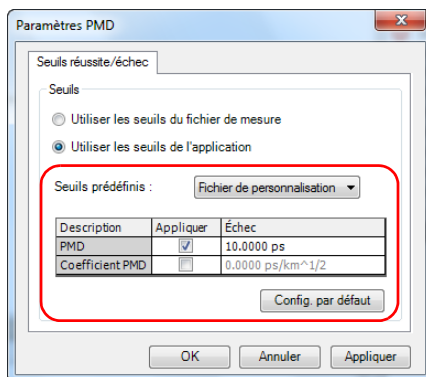 Paramètres PMD
Seuils réussite/échec
Seuils
Utiliser les seuils du fichier de mesure
Utiliser les seuils de l'application
Seuils prédéfinis : Fichier de personnalisation
Description Appliquer Échec
PMD 10.0000 ps
Coefficient PMD 0.0000 ps/km^1/2
Config. par défaut
OK Annuler Appliquer